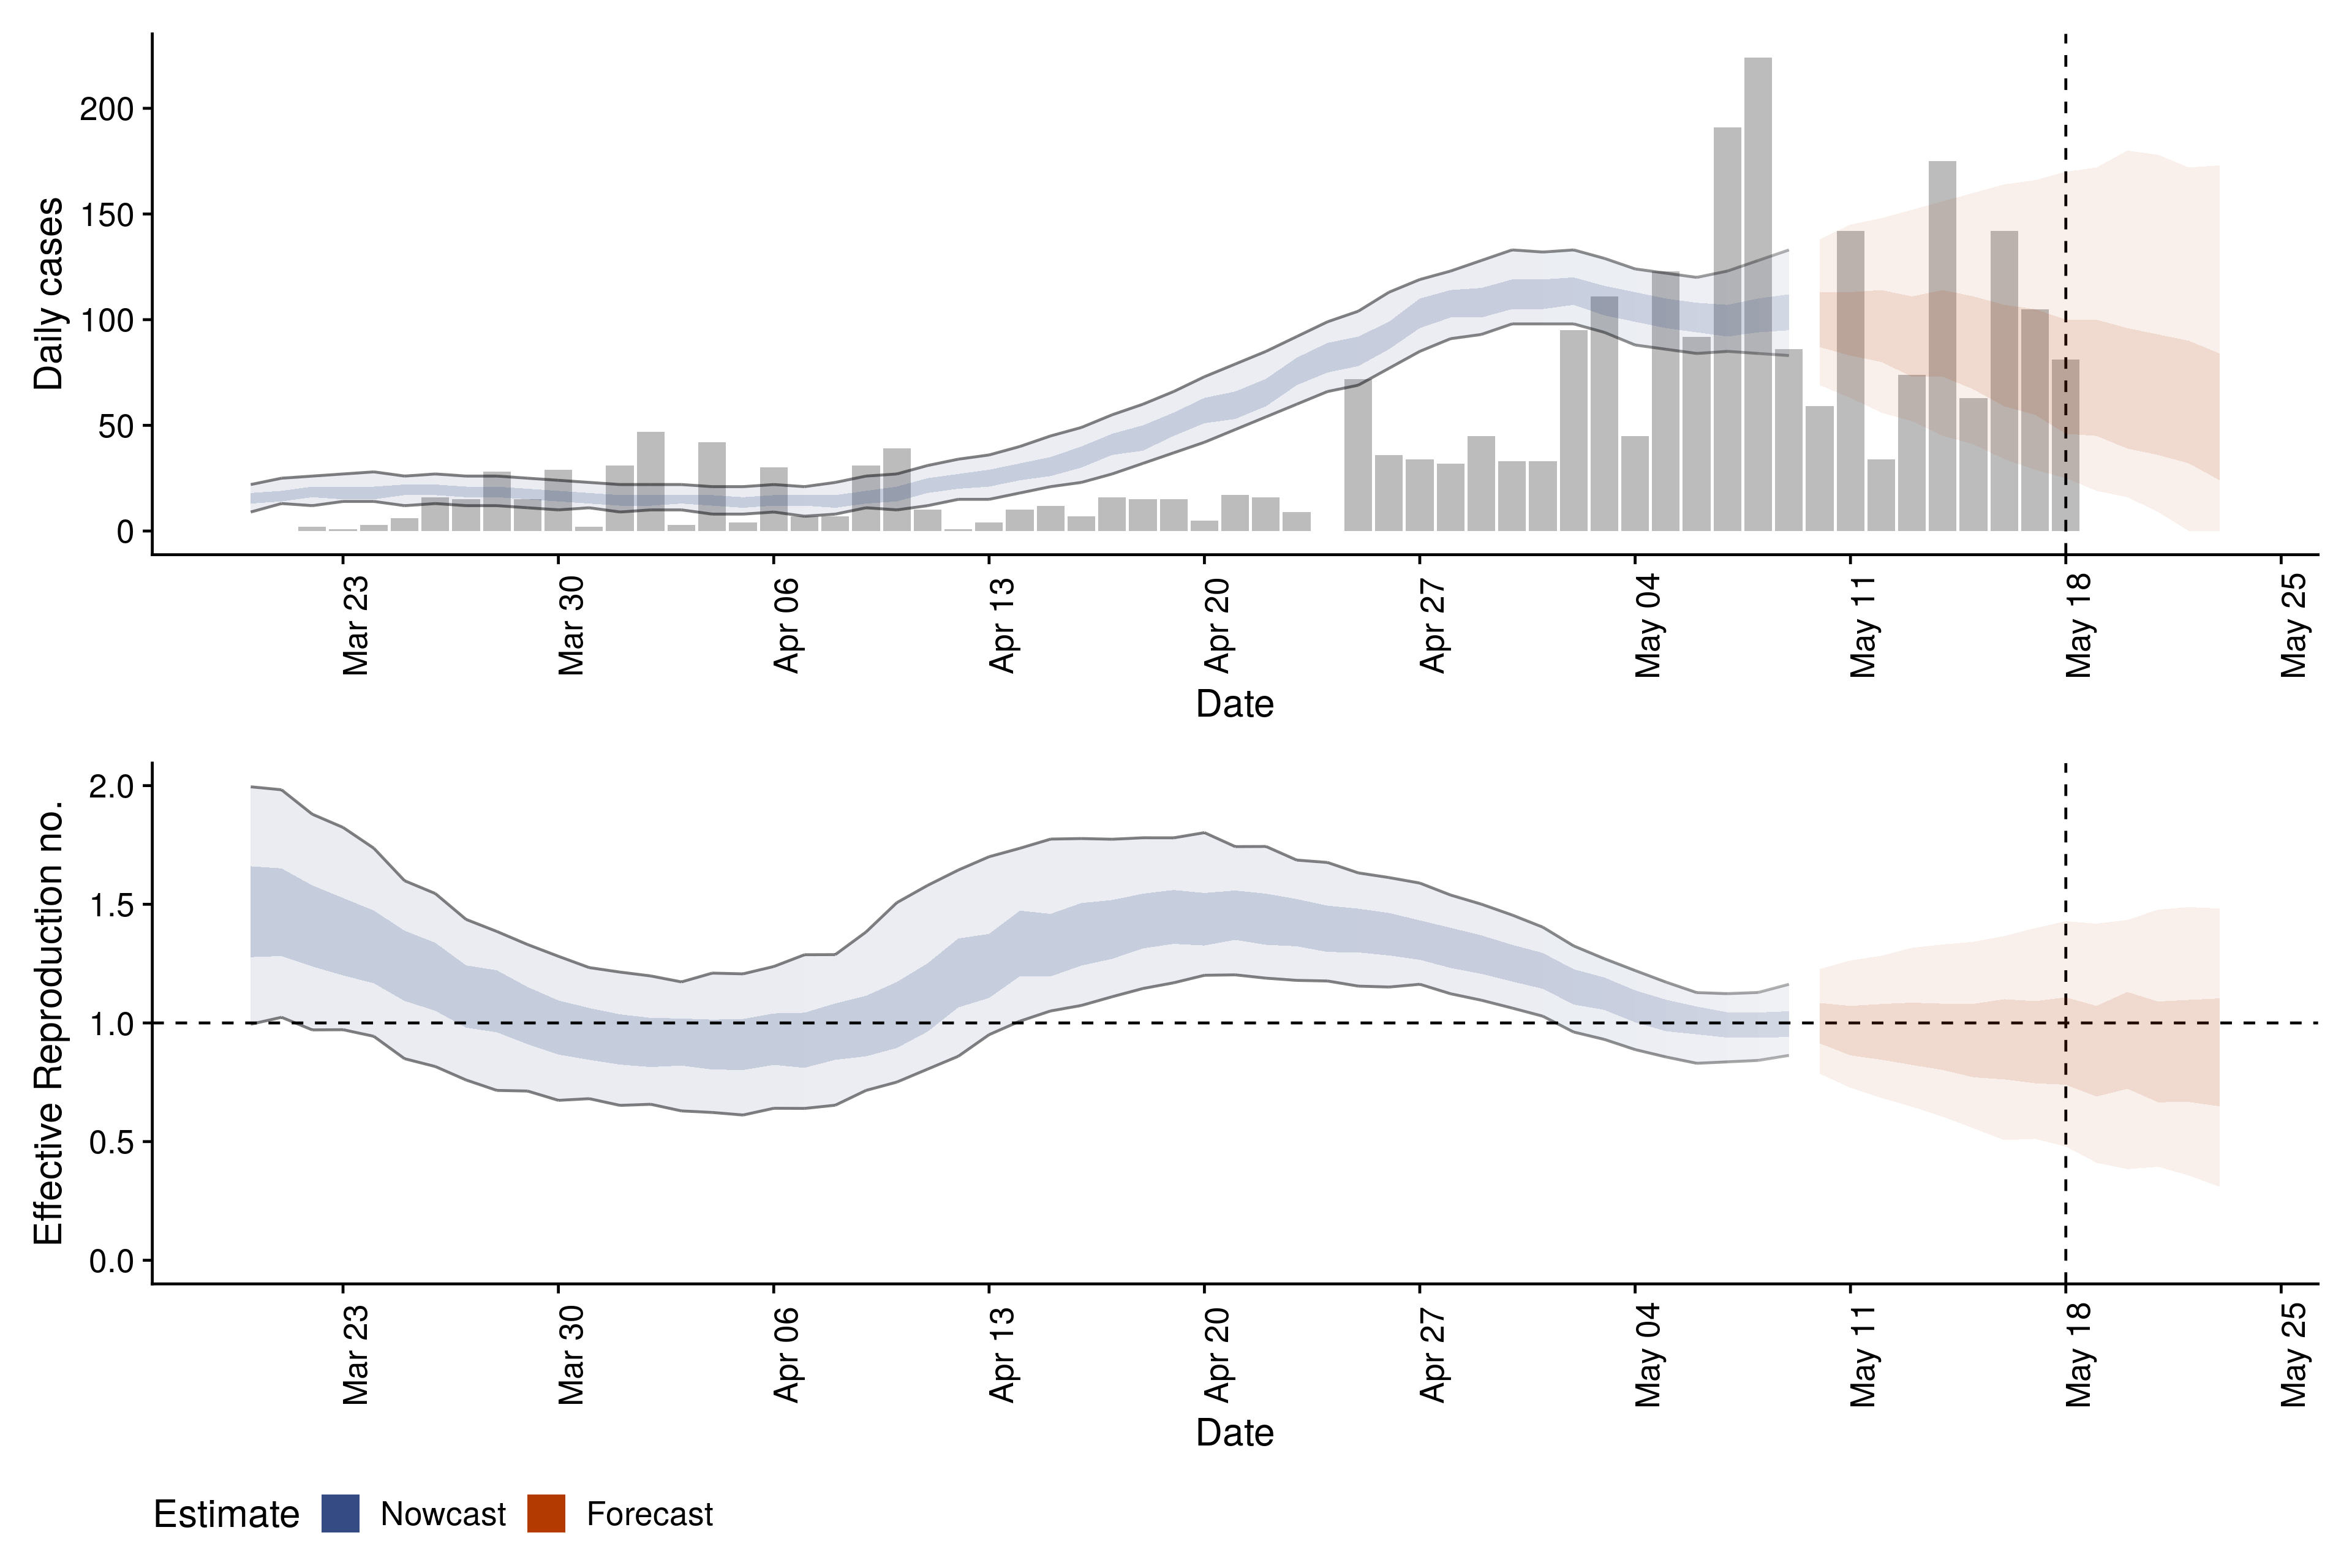 Daily cases
200
150
100
50
0
Mar 23
Mar 30
Apr 06
Apr 13
Apr 20
Apr 27
May 04
May 11
May 18
May 25
Date
Effective Reproduction no.
2.0
1.5
1.0
0.5
0.0
Mar 23
Mar 30
Apr 06
Apr 13
Apr 20
Apr 27
May 04
May 11
May 18
May 25
Date
Estimate Nowcast Forecast